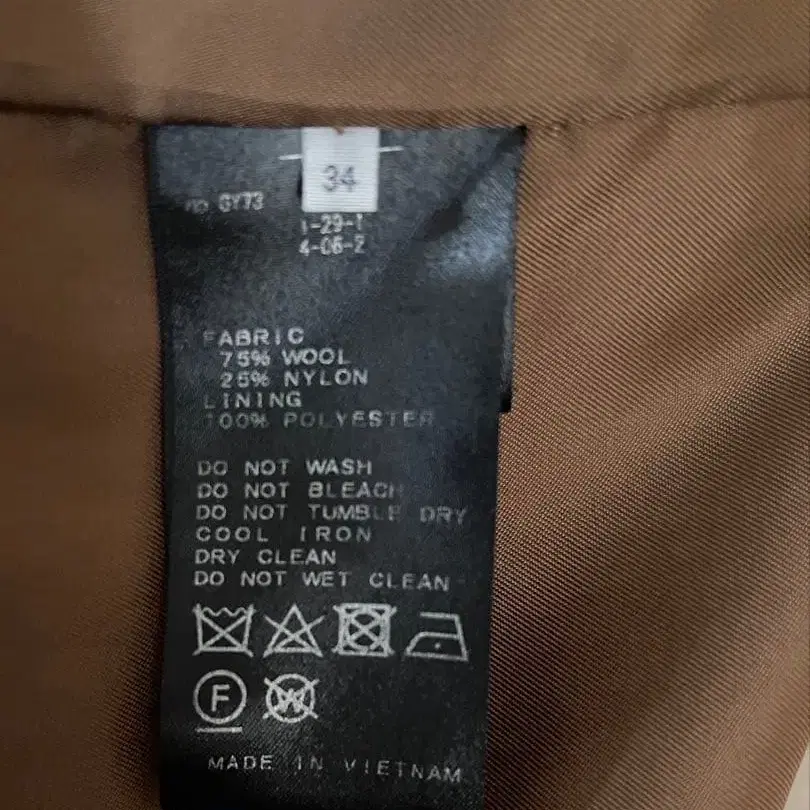 34
GY73
1-29-1
4-06-2
FABRIC
75% WOOL
25% NYLON
LINING
100% POLYESTER
DO NOT WASH
DO NOT BLEACH
DO NOT TUMBLE DRY
COOL IRON
DRY CLEAN
DO NOT WET CLEAN
F W
MADE IN VIETNAM